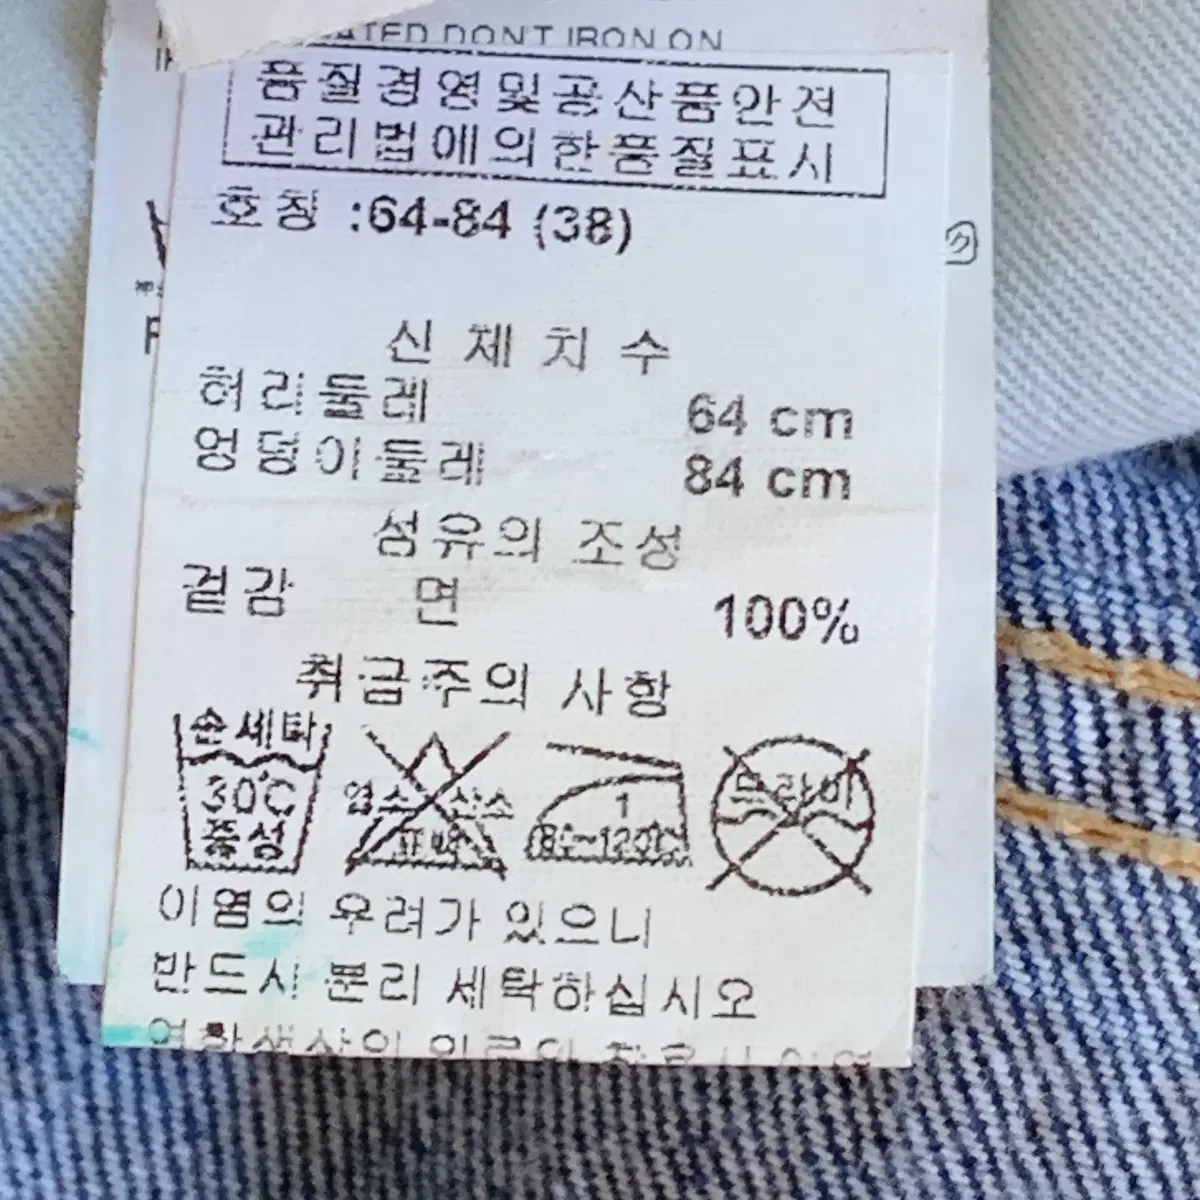 DON'T IRON ON
품질경영및공산품안전
관리법에의한품질표시
호칭 :64-84 (38)
신 체 치 수
허리둘레 64 cm
엉덩이둘레 84 cm
섬유의 조성
겉감 면 100%
취급주의 사항
손세탁 30℃ 중성
염소 산소 표백
1 80~120℃
드라이
이염의 우려가 있으니
반드시 분리 세탁하십시오